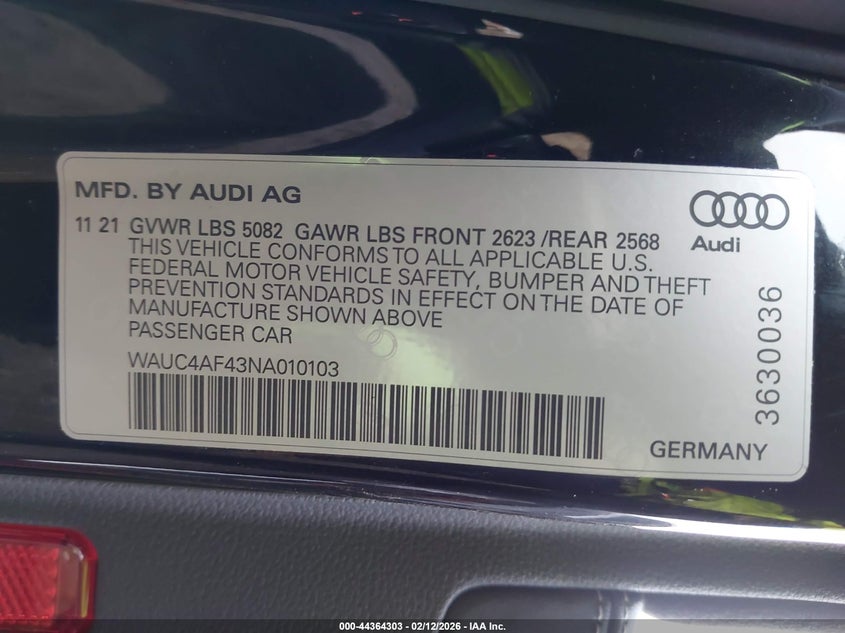 MFD. BY AUDI AG
11 21 GVWR LBS 5082 GAWR LBS FRONT 2623 /REAR 2568
THIS VEHICLE CONFORMS TO ALL APPLICABLE U.S.
FEDERAL MOTOR VEHICLE SAFETY, BUMPER AND THEFT
PREVENTION STANDARDS IN EFFECT ON THE DATE OF
MANUFACTURE SHOWN ABOVE
PASSENGER CAR
WAUC4AF43NA010103
Audi
3630036
GERMANY
000-44364303 - 02/12/2026 - IAA Inc.